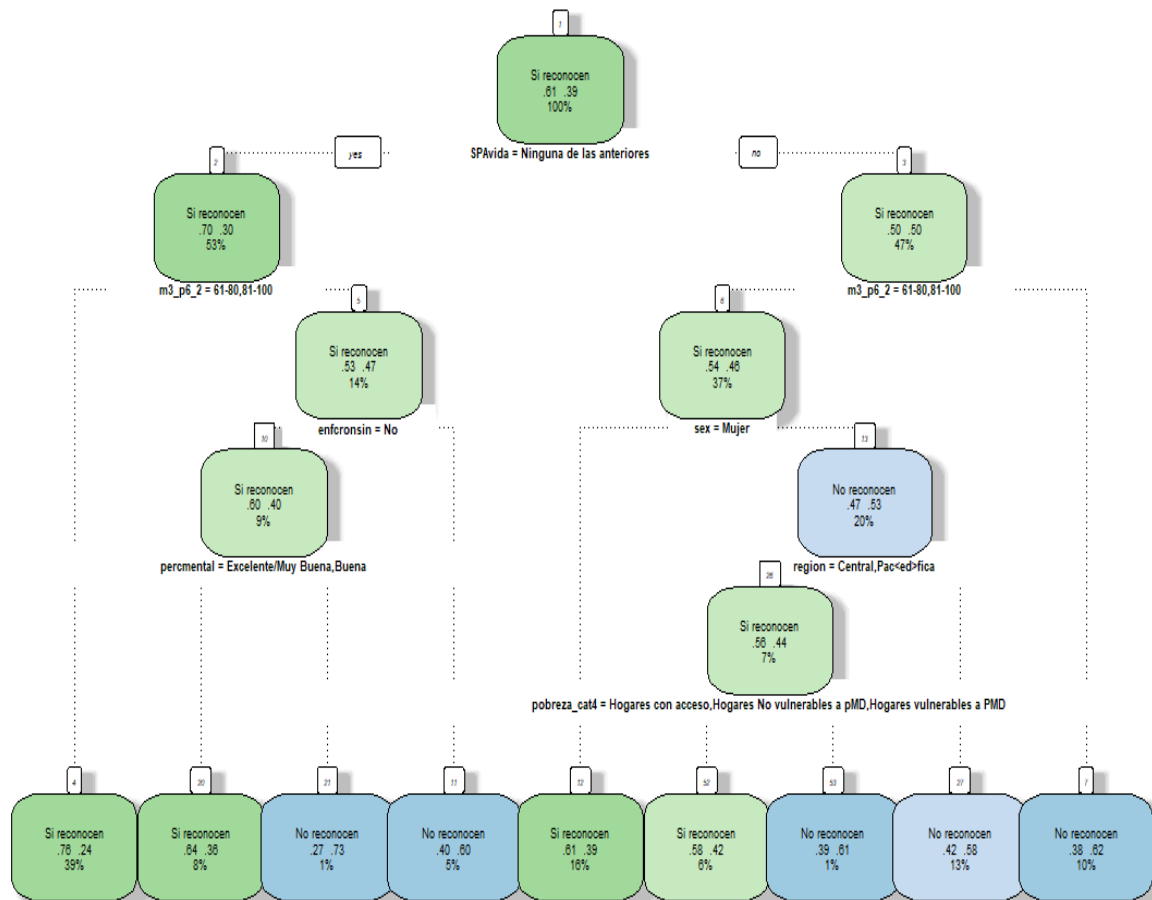 1
Si reconocen
.61 .39
100%
yes
SPAvida = Ninguna de las anteriores
no
2
Si reconocen
.70 .30
53%
m3_p6_2 = 61-80,81-100
3
Si reconocen
.50 .50
47%
m3_p6_2 = 61-80,81-100
5
Si reconocen
.53 .47
14%
enfcronsin = No
6
Si reconocen
.54 .46
37%
sex = Mujer
10
Si reconocen
.60 .40
9%
percmental = Excelente/Muy Buena,Buena
13
No reconocen
.47 .53
20%
region = Central,Pac<ed>fica
26
Si reconocen
.56 .44
7%
pobreza_cat4 = Hogares con acceso,Hogares No vulnerables a pMD,Hogares vulnerables a PMD
4
Si reconocen
.76 .24
39%
20
Si reconocen
.64 .36
8%
21
No reconocen
.27 .73
1%
11
No reconocen
.40 .60
5%
12
Si reconocen
.61 .39
16%
52
Si reconocen
.58 .42
6%
53
No reconocen
.39 .61
1%
27
No reconocen
.42 .58
13%
7
No reconocen
.38 .62
10%